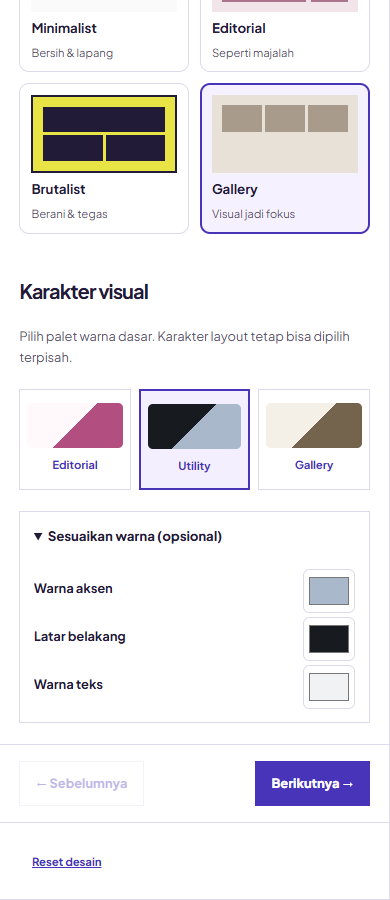 Minimalist
Bersih & lapang
Editorial
Seperti majalah
Brutalist
Berani & tegas
Gallery
Visual jadi fokus
Karakter visual
Pilih palet warna dasar. Karakter layout tetap bisa dipilih
terpisah.
Editorial
Utility
Gallery
▼ Sesuaikan warna (opsional)
Warna aksen
Latar belakang
Warna teks
← Sebelumnya
Berikutnya →
Reset desain